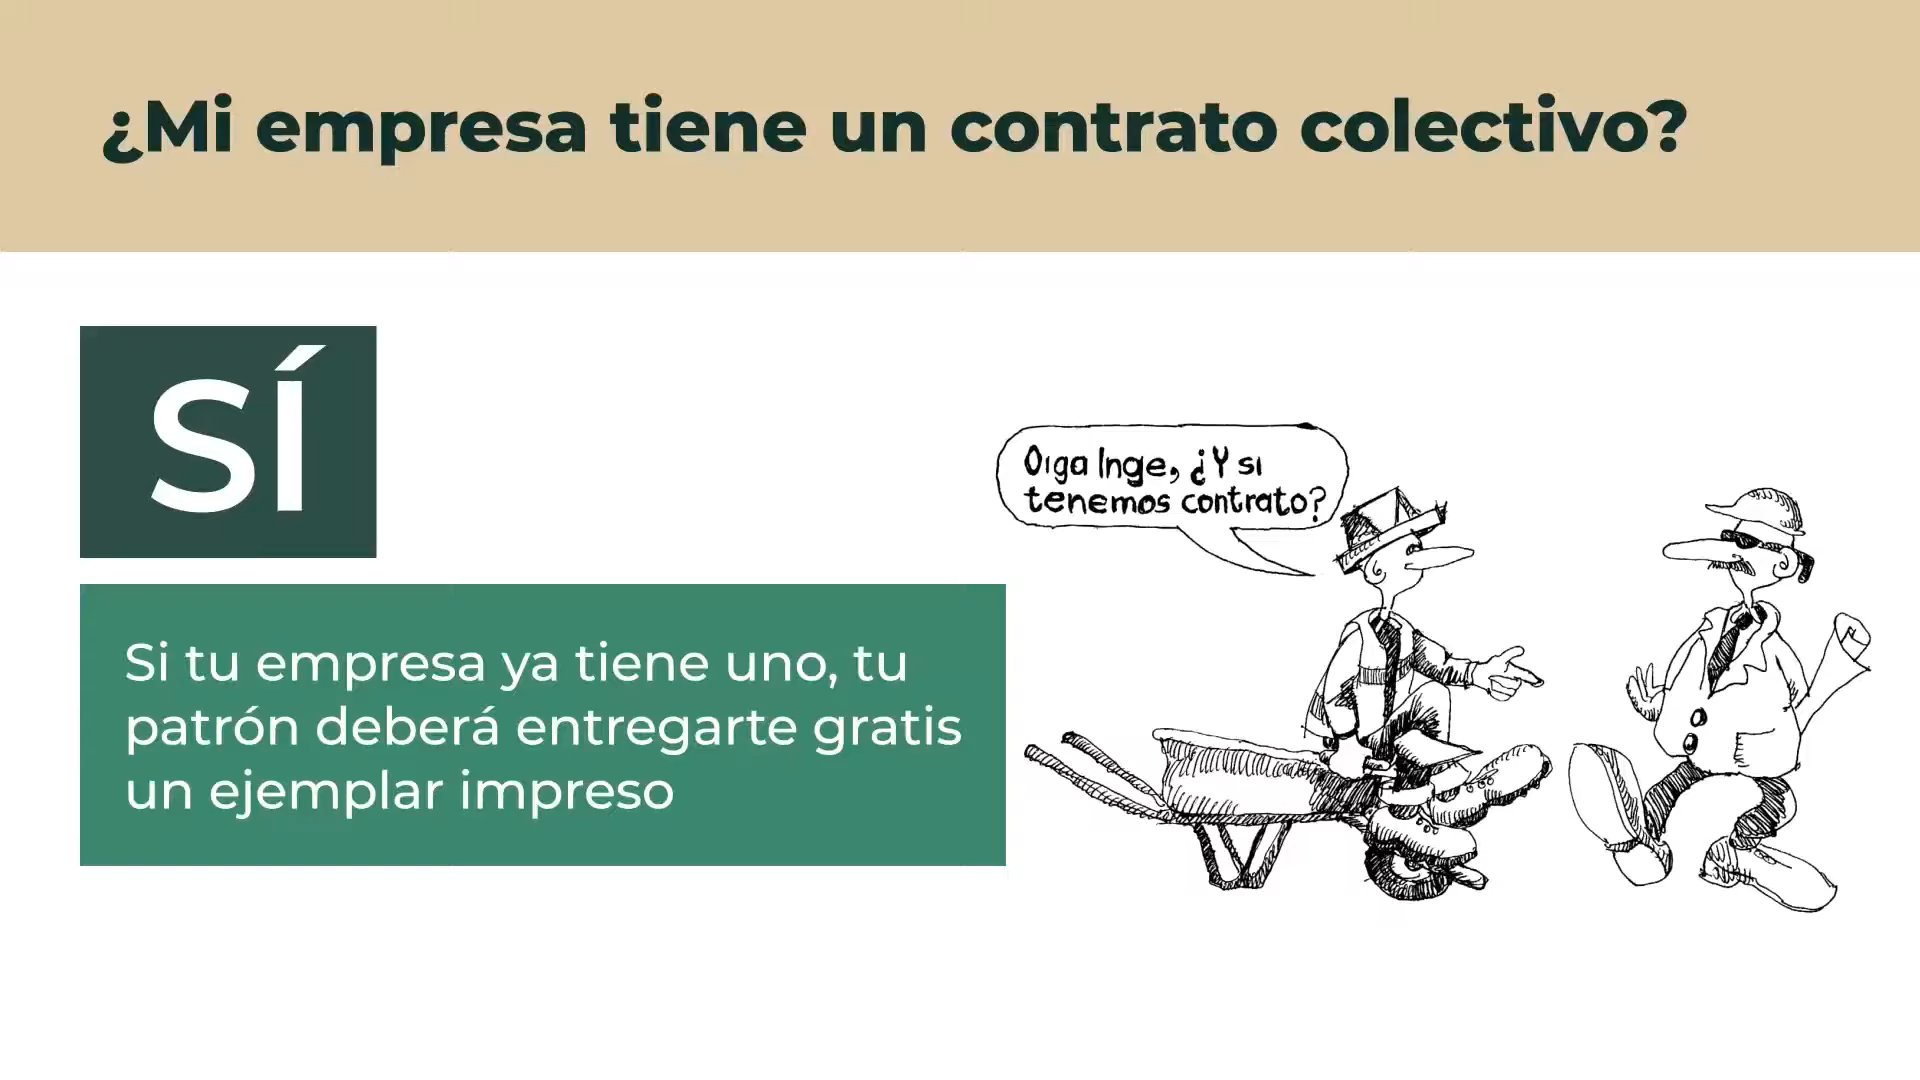 ¿Mi empresa tiene un contrato colectivo?
SÍ
Si tu empresa ya tiene uno, tu
patrón deberá entregarte gratis
un ejemplar impreso
Oiga Inge, ¿Y si
tenemos contrato?